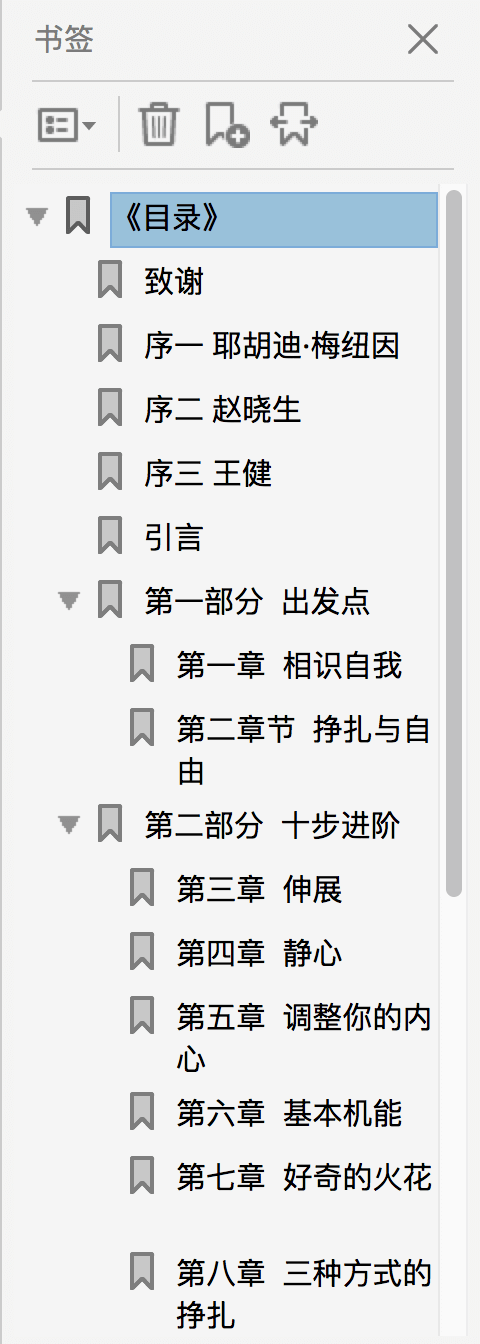 书签
《目录》
致谢
序一 耶胡迪·梅纽因
序二 赵晓生
序三 王健
引言
第一部分 出发点
第一章 相识自我
第二章节 挣扎与自
由
第二部分 十步进阶
第三章 伸展
第四章 静心
第五章 调整你的内
心
第六章 基本机能
第七章 好奇的火花
第八章 三种方式的
挣扎